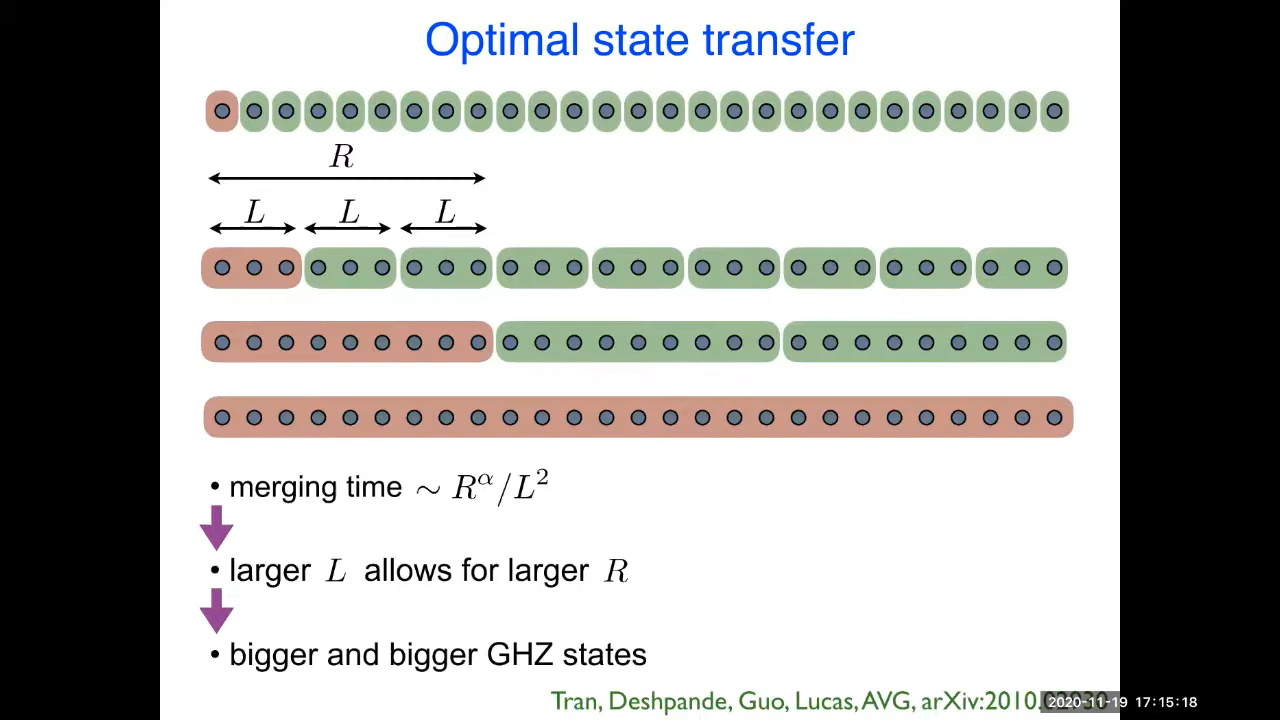 Optimal state transfer
R
L L L
• merging time ∼ R^α/L^2
• larger L allows for larger R
• bigger and bigger GHZ states
Tran, Deshpande, Guo, Lucas, AVG, arXiv:2010.
2020-11-19 17:15:18